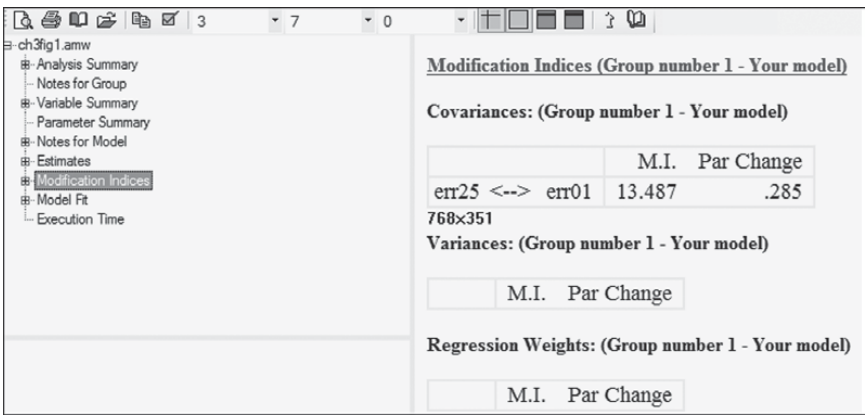 3 7 0
ch3fig1.amw
Analysis Summary
Notes for Group
Variable Summary
Parameter Summary
Notes for Model
Estimates
Modification Indices
Model Fit
Execution Time
Modification Indices (Group number 1 - Your model)
Covariances: (Group number 1 - Your model)
M.I. Par Change
err25 <--> err01 13.487 .285
768×351
Variances: (Group number 1 - Your model)
M.I. Par Change
Regression Weights: (Group number 1 - Your model)
M.I. Par Change